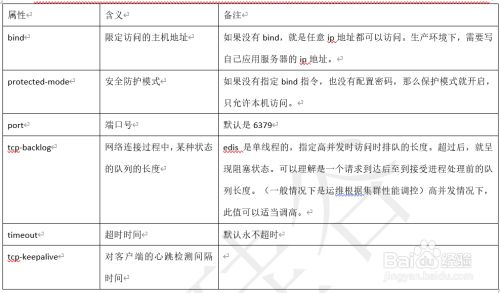 属性 含义 备注
bind 限定访问的主机地址 如果没有 bind，就是任意 ip 地址都可以访问。生产环境下，需要写
自己应用服务器的 ip 地址。
protected-mode 安全防护模式 如果没有指定 bind 指令，也没有配置密码，那么保护模式就开启，
只允许本机访问。
port 端口号 默认是 6379
tcp-backlog 网络连接过程中，某种状态 edis 是单线程的，指定高并发时访问时排队的长度。超过后，就呈
的队列的长度 现阻塞状态。可以理解是一个请求到达后至到接受进程处理前的队
列长度。（一般情况下是运维根据集群性能调控）高并发情况下，
此值可以适当调高。
timeout 超时时间 默认永不超时
tcp-keepalive 对客户端的心跳检测间隔
时间
Baidu 经验
jingyan.baidu.com